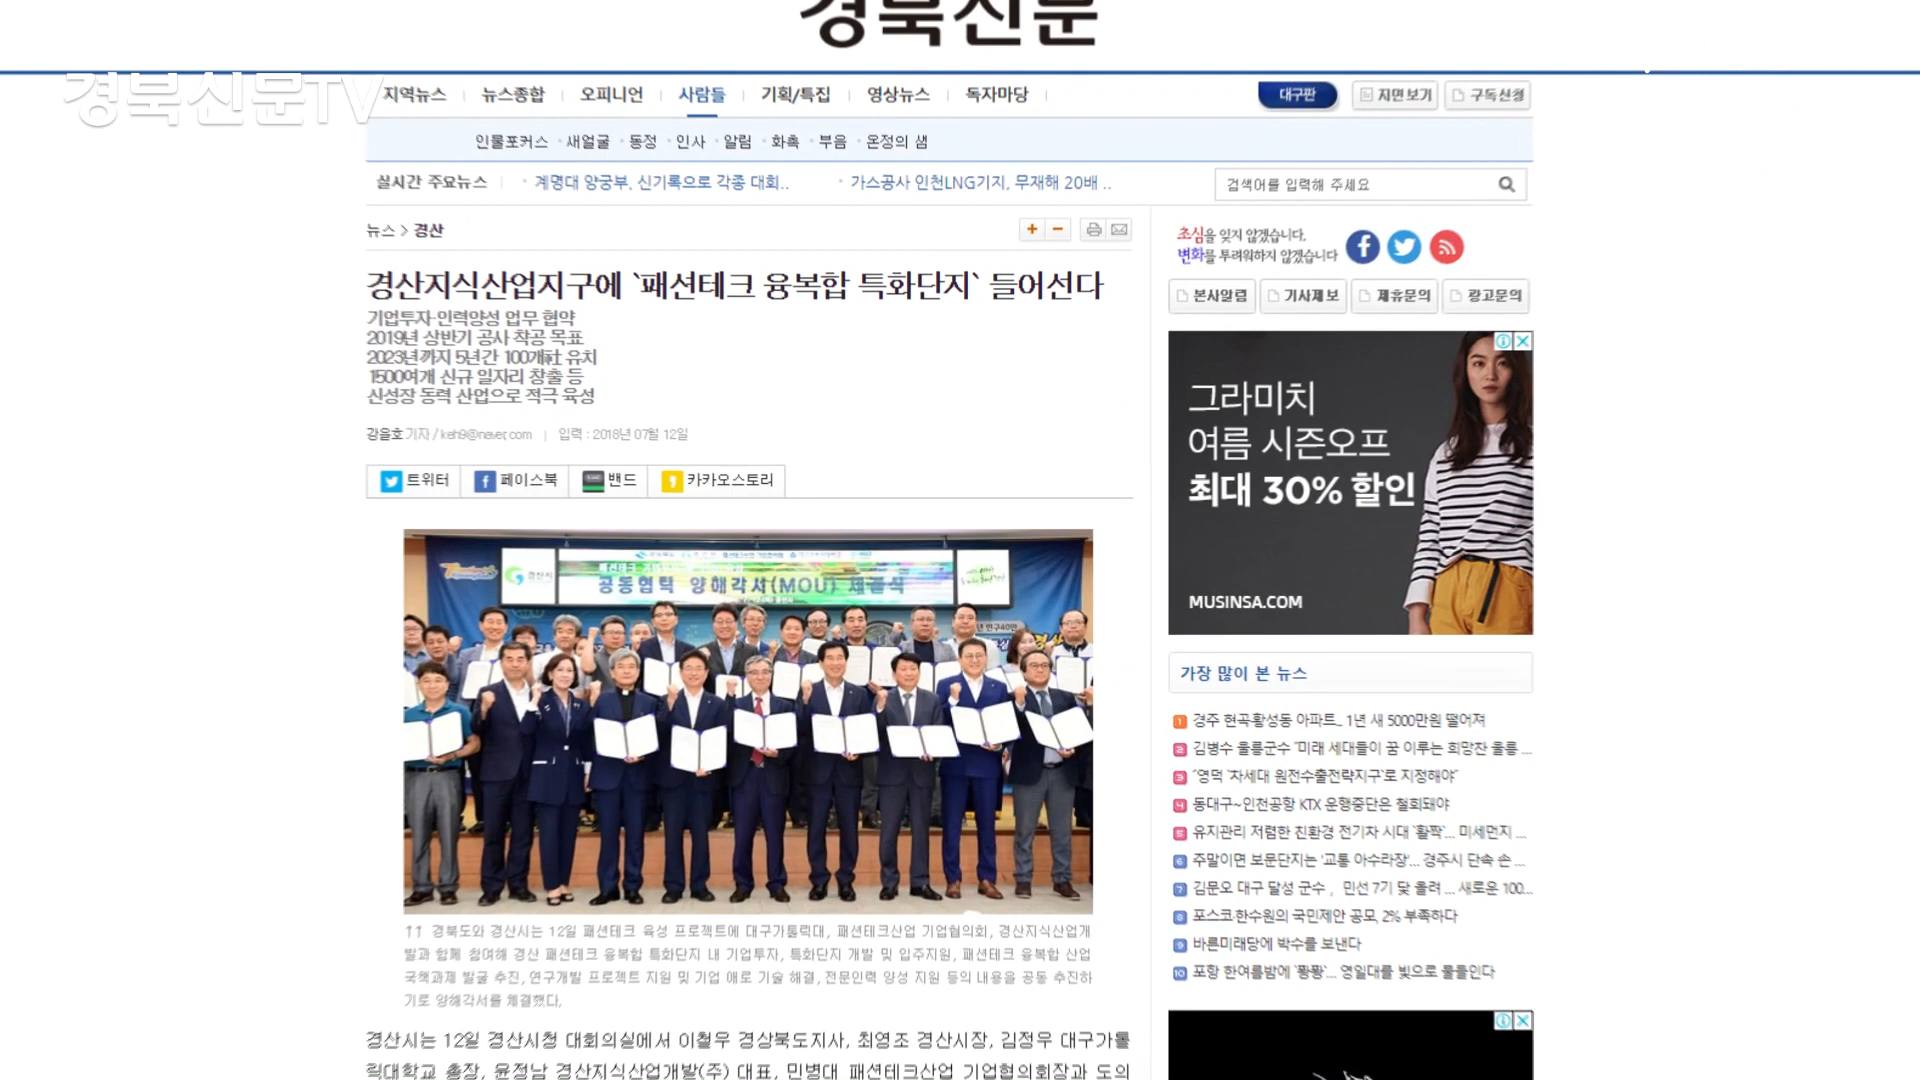 경북신문
경북신문TV
지역뉴스
뉴스종합
오피니언
사람들
기획/특집
영상뉴스
독자마당
대구판
지면보기
구독신청
인물포커스
새얼굴
동정
인사
알림
화촉
부음
온정의 샘
실시간 주요뉴스
계명대 양궁부, 신기록으로 각종 대회..
가스공사 인천LNG기지, 무재해 20배 ..
검색어를 입력해 주세요
뉴스 > 경산
경산지식산업지구에 `패션테크 융복합 특화단지` 들어선다
기업투자·인력양성 업무 협약
2019년 상반기 공사 착공 목표
2023년까지 5년간 100개社 유치
1500여개 신규 일자리 창출 등
신성장 동력 산업으로 적극 육성
강을호 기자 / keh9@naver.com | 입력 : 2018년 07월 12일
트위터
페이스북
밴드
카카오스토리
경산시
공동협력 양해각서(MOU) 체결식
↑↑ 경북도와 경산시는 12일 패션테크 육성 프로젝트에 대구가톨릭대, 패션테크산업 기업협의회, 경산지식산업개
발과 함께 참여해 경산 패션테크 융복합 특화단지 내 기업투자, 특화단지 개발 및 입주지원, 패션테크 융복합 산업
국책과제 발굴 추진, 연구개발 프로젝트 지원 및 기업 애로 기술 해결, 전문인력 양성 지원 등의 내용을 공동 추진하
기로 양해각서를 체결했다.
경산시는 12일 경산시청 대회의실에서 이철우 경상북도지사, 최영조 경산시장, 김정우 대구가톨
릭대학교 총장, 윤정남 경산지식산업개발(주) 대표, 민병대 패션테크산업 기업협의회장과 도의
초심을 잊지 않겠습니다.
변화를 두려워하지 않겠습니다
본사알림
기사제보
제휴문의
광고문의
그라미치
여름 시즌오프
최대 30% 할인
MUSINSA.COM
가장 많이 본 뉴스
1 경주 현곡황성동 아파트... 1년 새 5000만원 떨어져
2 김병수 울릉군수 "미래 세대들이 꿈 이루는 희망찬 울릉 ...
3 "영덕 `차세대 원전수출전략지구`로 지정해야"
4 동대구~인천공항 KTX 운행중단은 철회돼야
5 유지관리 저렴한 친환경 전기차 시대 `활짝`... 미세먼지 ...
6 주말이면 보문단지는 '교통 아수라장'... 경주시 단속 손 ...
7 김문오 대구 달성 군수 , 민선 7기 닻 올려 ... 새로운 100...
8 포스코·한수원의 국민제안 공모, 2% 부족하다
9 바른미래당에 박수를 보낸다
10 포항 한여름밤에 `퐝퐝`... 영일대를 빛으로 물들인다